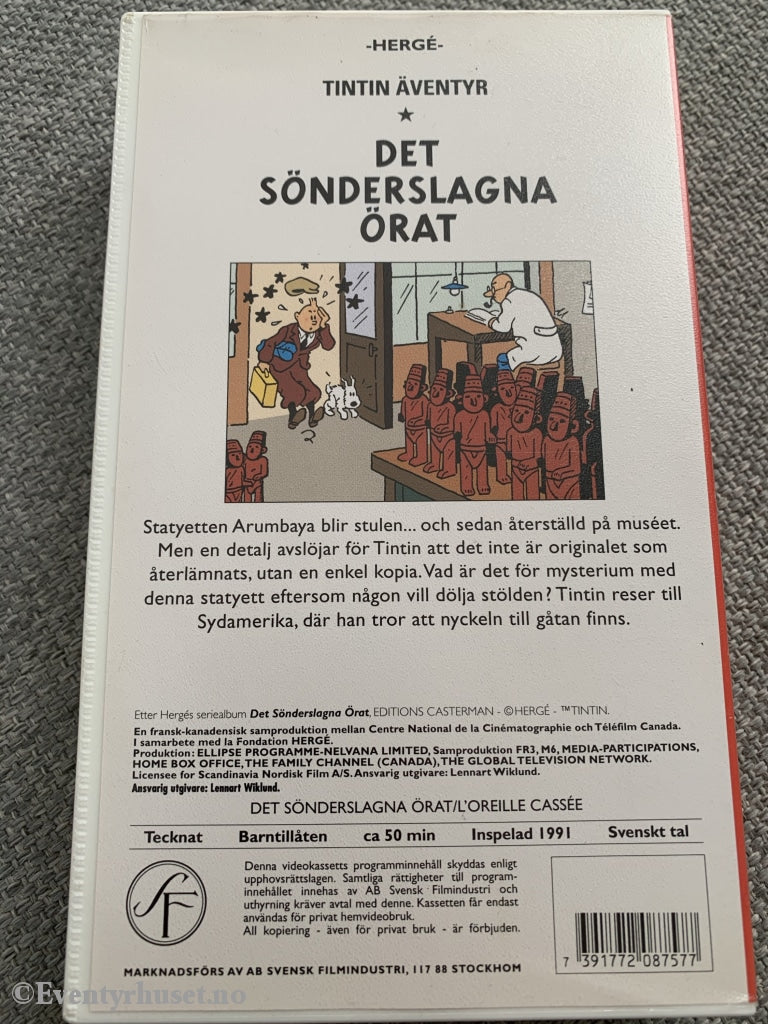 -HERGÉ-
TINTIN ÄVENTYR
★
DET
SÖNDERSLAGNA
ÖRAT
Statyetten Arumbaya blir stulen... och sedan återställd på muséet.
Men en detalj avslöjar för Tintin att det inte är originalet som
återlämnats, utan en enkel kopia. Vad är det för mysterium med
denna statyett eftersom någon vill dölja stölden? Tintin reser till
Sydamerika, där han tror att nyckeln till gåtan finns.
Etter Hergés seriealbum Det Sönderslagna Örat, EDITIONS CASTERMAN - ©HERGÉ - ™TINTIN.
En fransk-kanadensisk samproduktion mellan Centre National de la Cinématographie och Téléfilm Canada.
I samarbete med la Fondation HERGÉ.
Produktion: ELLIPSE PROGRAMME-NELVANA LIMITED, Samproduktion FR3, M6, MEDIA-PARTICIPATIONS,
HOME BOX OFFICE, THE FAMILY CHANNEL (CANADA), THE GLOBAL TELEVISION NETWORK.
Licensee for Scandinavia Nordisk Film A/S. Ansvarig utgivare: Lennart Wiklund.
Ansvarig utgivare: Lennart Wiklund.
DET SÖNDERSLAGNA ÖRAT/L'OREILLE CASSÉE
Tecknat Barntillåten ca 50 min Inspelad 1991 Svenskt tal
SF
Denna videokassetts programminnehåll skyddas enligt
upphovsrättslagen. Samtliga rättigheter till program-
innehållet innehas av AB Svensk Filmindustri och
uthyrning kräver avtal med denne. Kassetten får endast
användas för privat hemvideobruk.
All kopiering - även för privat bruk - är förbjuden.
MARKNADSFÖRS AV AB SVENSK FILMINDUSTRI, 117 88 STOCKHOLM
7 391772 087577
©Eventyrhuset.no